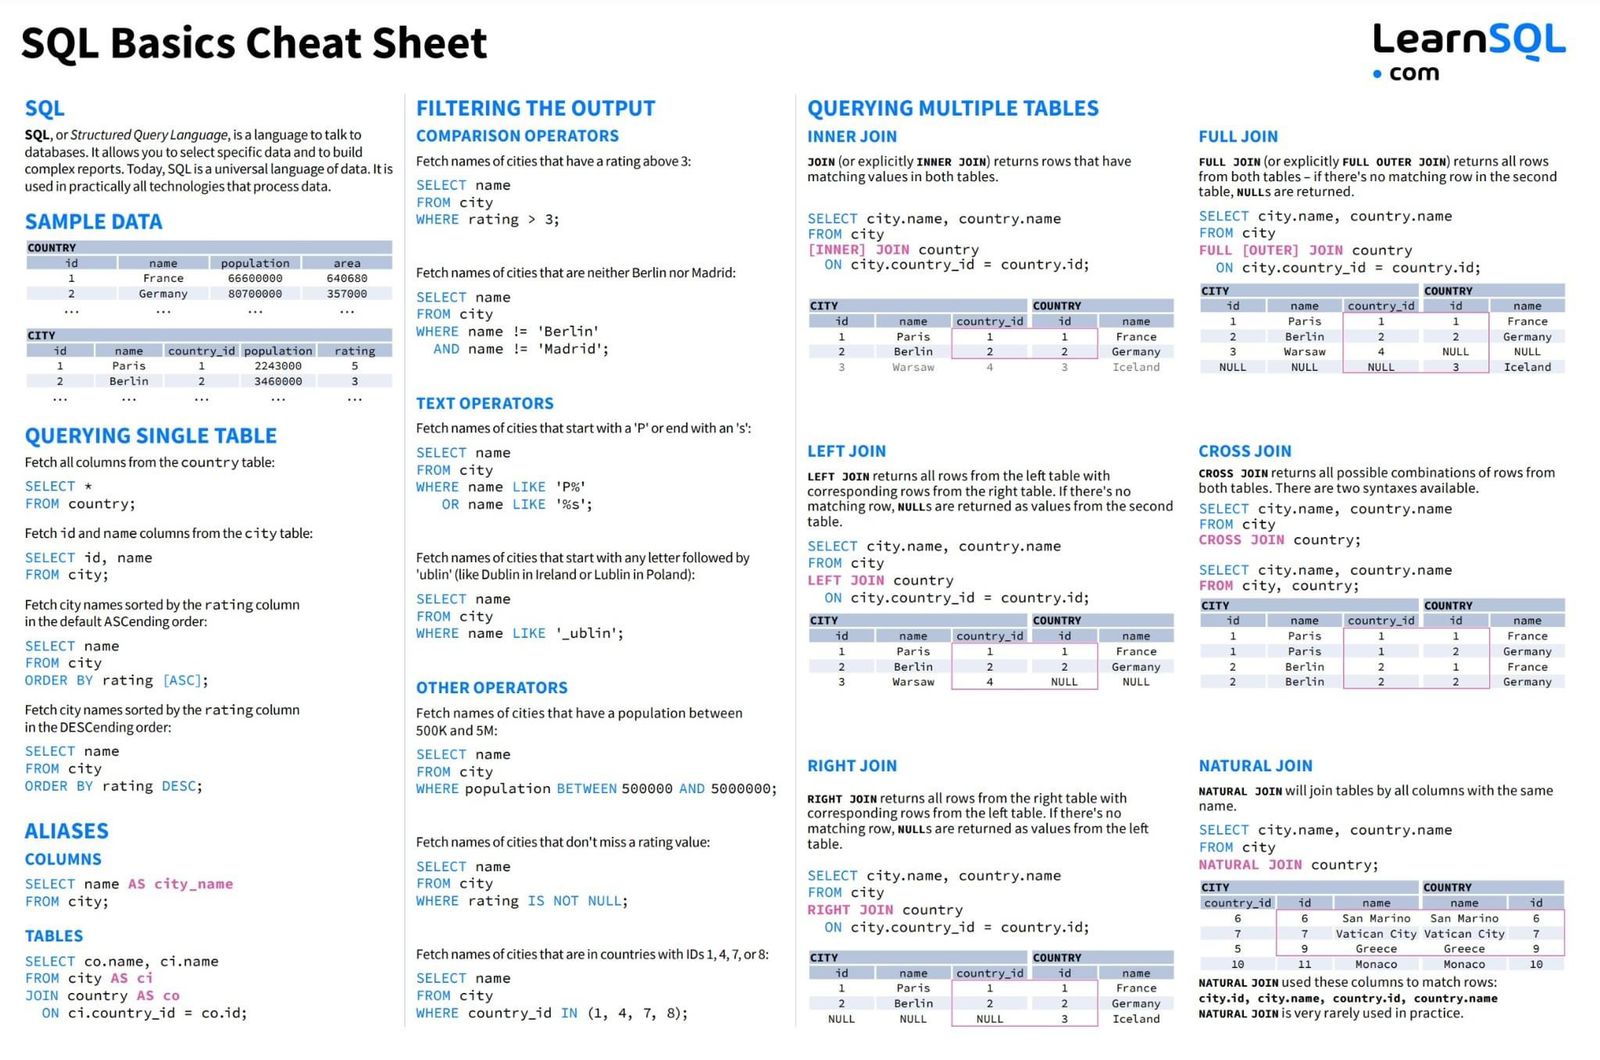 SQL Basics Cheat Sheet
LearnSQL
• com
SQL
SQL, or Structured Query Language, is a language to talk to
databases. It allows you to select specific data and to build
complex reports. Today, SQL is a universal language of data. It is
used in practically all technologies that process data.
SAMPLE DATA
COUNTRY
id name population area
1 France 66600000 640680
2 Germany 80700000 357000
... ... ... ...
CITY
id name country_id population rating
1 Paris 1 2243000 5
2 Berlin 2 3460000 3
... ... ... ... ...
QUERYING SINGLE TABLE
Fetch all columns from the country table:
SELECT *
FROM country;
Fetch id and name columns from the city table:
SELECT id, name
FROM city;
Fetch city names sorted by the rating column
in the default ASCending order:
SELECT name
FROM city
ORDER BY rating [ASC];
Fetch city names sorted by the rating column
in the DESCending order:
SELECT name
FROM city
ORDER BY rating DESC;
ALIASES
COLUMNS
SELECT name AS city_name
FROM city;
TABLES
SELECT co.name, ci.name
FROM city AS ci
JOIN country AS co
ON ci.country_id = co.id;
FILTERING THE OUTPUT
COMPARISON OPERATORS
Fetch names of cities that have a rating above 3:
SELECT name
FROM city
WHERE rating > 3;
Fetch names of cities that are neither Berlin nor Madrid:
SELECT name
FROM city
WHERE name != 'Berlin'
AND name != 'Madrid';
TEXT OPERATORS
Fetch names of cities that start with a 'P' or end with an 's':
SELECT name
FROM city
WHERE name LIKE 'P%'
OR name LIKE '%s';
Fetch names of cities that start with any letter followed by
'ublin' (like Dublin in Ireland or Lublin in Poland):
SELECT name
FROM city
WHERE name LIKE '_ublin';
OTHER OPERATORS
Fetch names of cities that have a population between
500K and 5M:
SELECT name
FROM city
WHERE population BETWEEN 500000 AND 5000000;
Fetch names of cities that don't miss a rating value:
SELECT name
FROM city
WHERE rating IS NOT NULL;
Fetch names of cities that are in countries with IDs 1, 4, 7, or 8:
SELECT name
FROM city
WHERE country_id IN (1, 4, 7, 8);
QUERYING MULTIPLE TABLES
INNER JOIN
JOIN (or explicitly INNER JOIN) returns rows that have
matching values in both tables.
SELECT city.name, country.name
FROM city
[INNER] JOIN country
ON city.country_id = country.id;
CITY COUNTRY
id name country_id id name
1 Paris 1 1 France
2 Berlin 2 2 Germany
3 Warsaw 4 3 Iceland
LEFT JOIN
LEFT JOIN returns all rows from the left table with
corresponding rows from the right table. If there's no
matching row, NULLs are returned as values from the second
table.
SELECT city.name, country.name
FROM city
LEFT JOIN country
ON city.country_id = country.id;
CITY COUNTRY
id name country_id id name
1 Paris 1 1 France
2 Berlin 2 2 Germany
3 Warsaw 4 NULL NULL
RIGHT JOIN
RIGHT JOIN returns all rows from the right table with
corresponding rows from the left table. If there's no
matching row, NULLs are returned as values from the left
table.
SELECT city.name, country.name
FROM city
RIGHT JOIN country
ON city.country_id = country.id;
CITY COUNTRY
id name country_id id name
1 Paris 1 1 France
2 Berlin 2 2 Germany
NULL NULL NULL 3 Iceland
FULL JOIN
FULL JOIN (or explicitly FULL OUTER JOIN) returns all rows
from both tables – if there's no matching row in the second
table, NULLs are returned.
SELECT city.name, country.name
FROM city
FULL [OUTER] JOIN country
ON city.country_id = country.id;
CITY COUNTRY
id name country_id id name
1 Paris 1 1 France
2 Berlin 2 2 Germany
3 Warsaw 4 NULL NULL
NULL NULL NULL 3 Iceland
CROSS JOIN
CROSS JOIN returns all possible combinations of rows from
both tables. There are two syntaxes available.
SELECT city.name, country.name
FROM city
CROSS JOIN country;
SELECT city.name, country.name
FROM city, country;
CITY COUNTRY
id name country_id id name
1 Paris 1 1 France
1 Paris 1 2 Germany
2 Berlin 2 1 France
2 Berlin 2 2 Germany
NATURAL JOIN
NATURAL JOIN will join tables by all columns with the same
name.
SELECT city.name, country.name
FROM city
NATURAL JOIN country;
CITY COUNTRY
country_id id name name id
6 6 San Marino San Marino 6
7 7 Vatican City Vatican City 7
5 9 Greece Greece 9
10 11 Monaco Monaco 10
NATURAL JOIN used these columns to match rows:
city.id, city.name, country.id, country.name
NATURAL JOIN is very rarely used in practice.